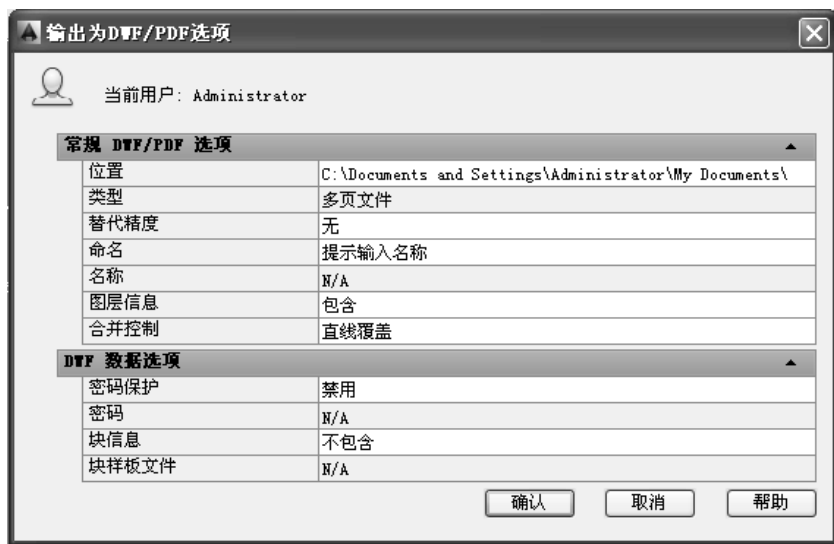 输出为DWF/PDF选项
当前用户: Administrator
常规 DWF/PDF 选项
位置 C:\Documents and Settings\Administrator\My Documents\
类型 多页文件
替代精度 无
命名 提示输入名称
名称 N/A
图层信息 包含
合并控制 直线覆盖
DWF 数据选项
密码保护 禁用
密码 N/A
块信息 不包含
块样板文件 N/A
确认 取消 帮助